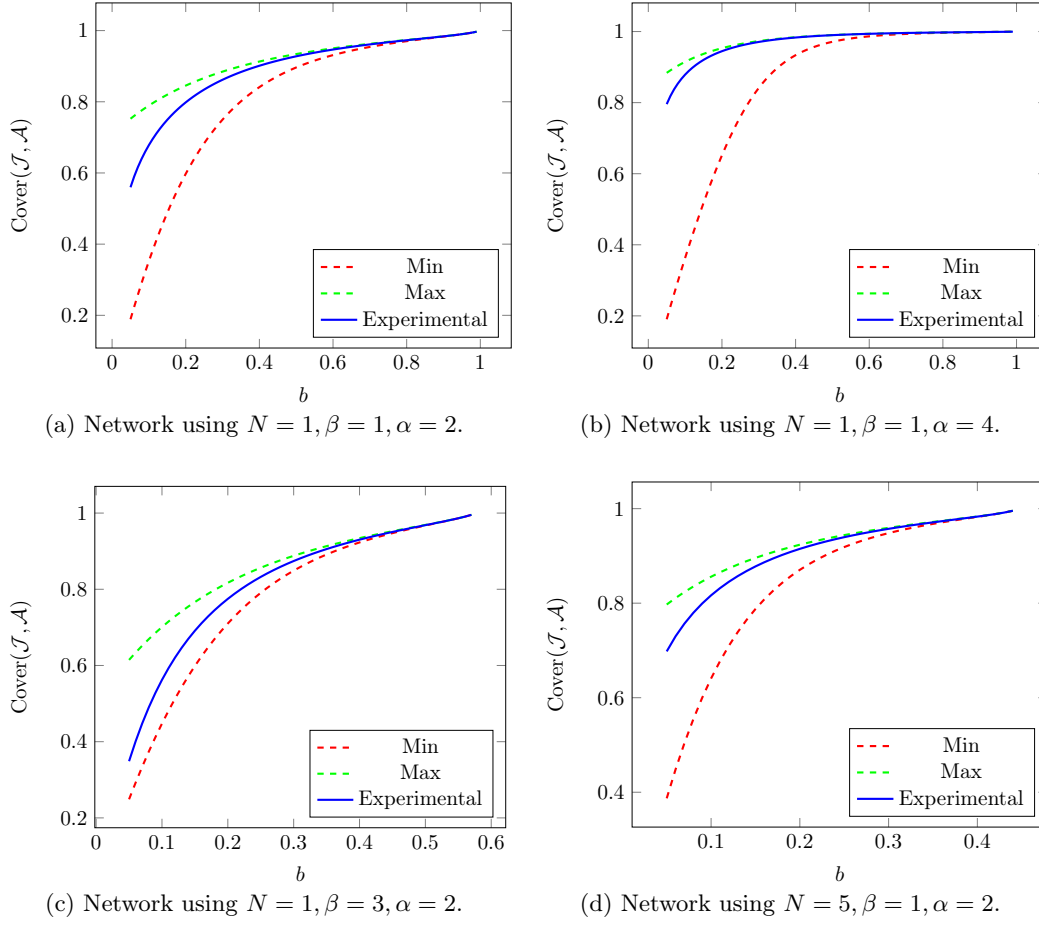 1
0.8
0.6
0.4
0.2
Cover(𝒥, 𝒜)
0
0.2
0.4
0.6
0.8
1
b
Min
Max
Experimental
(a) Network using N = 1, β = 1, α = 2.
1
0.8
0.6
0.4
0.2
Cover(𝒥, 𝒜)
0
0.2
0.4
0.6
0.8
1
b
Min
Max
Experimental
(b) Network using N = 1, β = 1, α = 4.
1
0.8
0.6
0.4
0.2
Cover(𝒥, 𝒜)
0
0.1
0.2
0.3
0.4
0.5
0.6
b
Min
Max
Experimental
(c) Network using N = 1, β = 3, α = 2.
1
0.8
0.6
0.4
Cover(𝒥, 𝒜)
0.1
0.2
0.3
0.4
b
Min
Max
Experimental
(d) Network using N = 5, β = 1, α = 2.